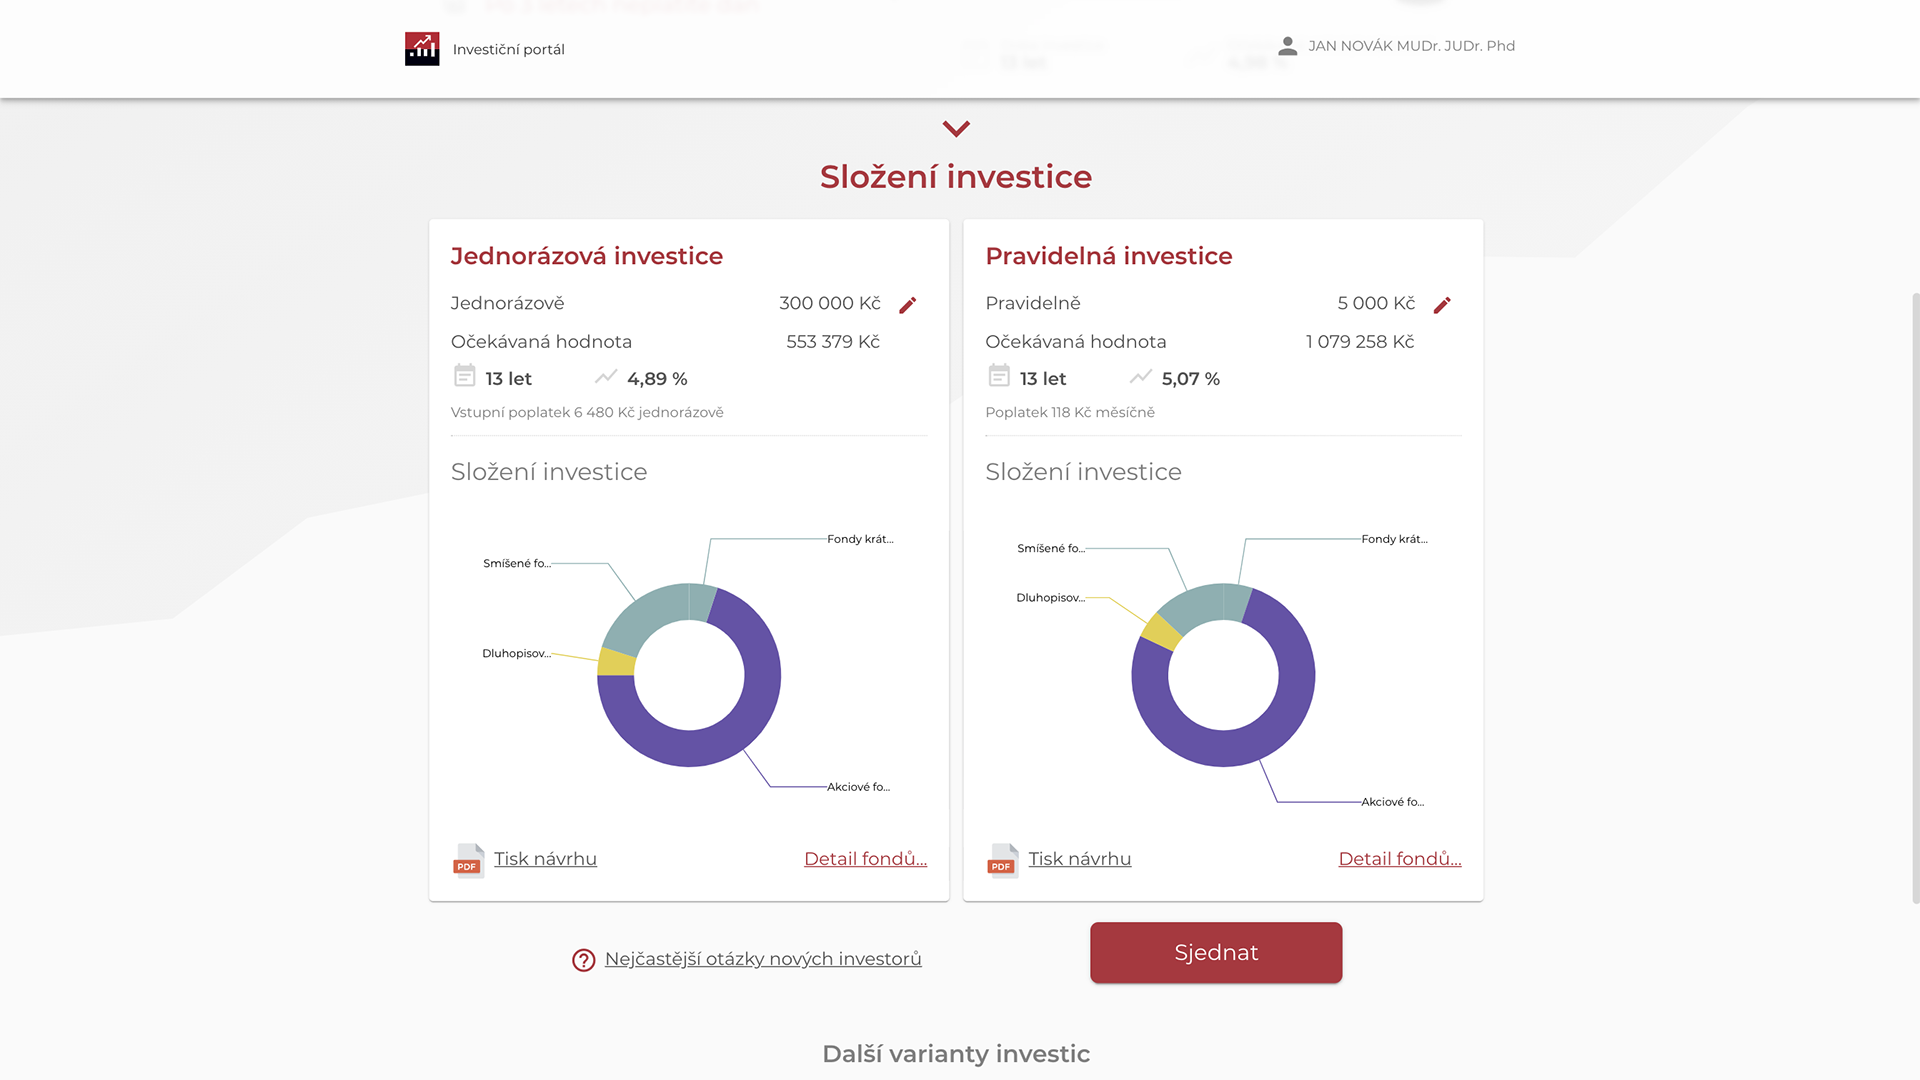 Investiční portál
JAN NOVÁK MUDr. JUDr. Phd
Složení investice
Jednorázová investice
Jednorázově 300 000 Kč
Očekávaná hodnota 553 379 Kč
13 let 4,89 %
Vstupní poplatek 6 480 Kč jednorázově
Složení investice
Fondy krát...
Smíšené fo...
Dluhopisov...
Akciové fo...
PDF Tisk návrhu Detail fondů...
Pravidelná investice
Pravidelně 5 000 Kč
Očekávaná hodnota 1 079 258 Kč
13 let 5,07 %
Poplatek 118 Kč měsíčně
Složení investice
Fondy krát...
Smíšené fo...
Dluhopisov...
Akciové fo...
PDF Tisk návrhu Detail fondů...
? Nejčastější otázky nových investorů
Sjednat
Další varianty investic